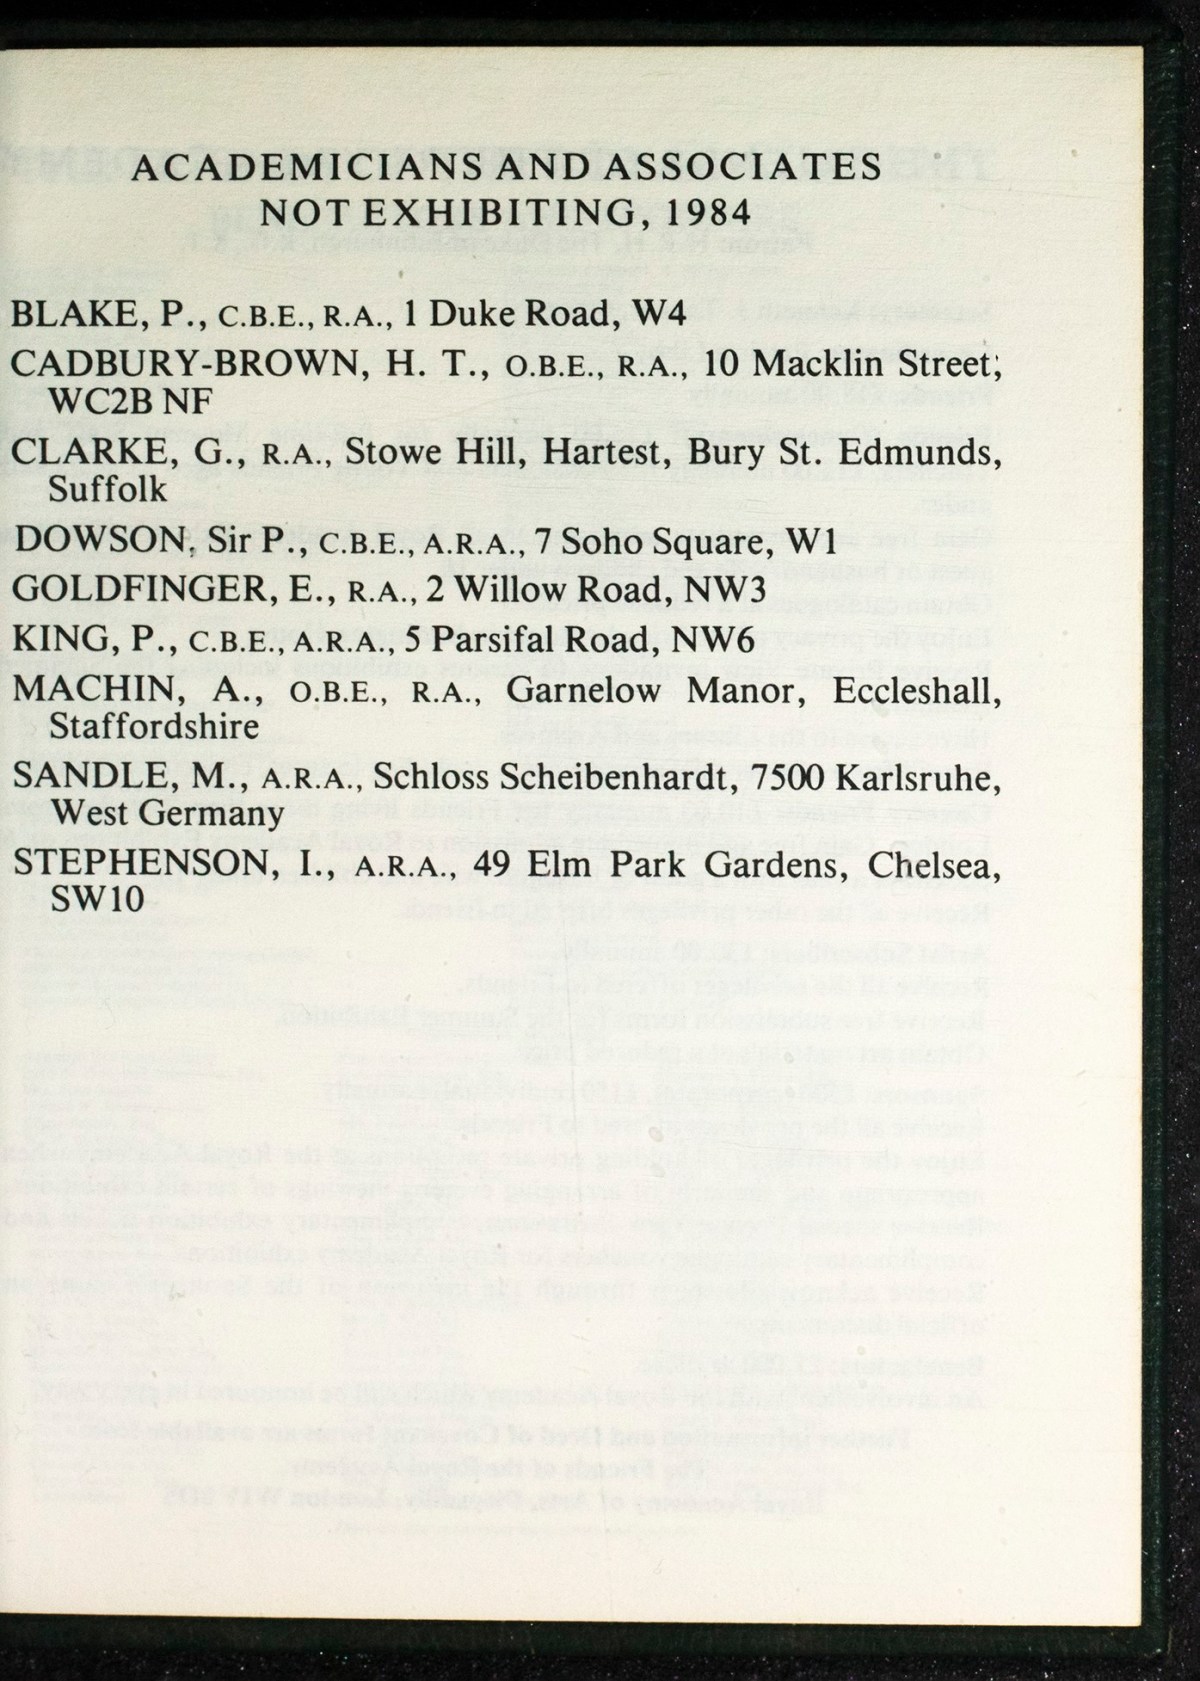 ACADEMICIANS AND ASSOCIATES
NOT EXHIBITING, 1984
BLAKE, P., C.B.E., R.A., 1 Duke Road, W4
CADBURY-BROWN, H. T., O.B.E., R.A., 10 Macklin Street;
WC2B NF
CLARKE, G., R.A., Stowe Hill, Hartest, Bury St. Edmunds,
Suffolk
DOWSON, Sir P., C.B.E., A.R.A., 7 Soho Square, W1
GOLDFINGER, E., R.A., 2 Willow Road, NW3
KING, P., C.B.E., A.R.A., 5 Parsifal Road, NW6
MACHIN, A., O.B.E., R.A., Garnelow Manor, Eccleshall,
Staffordshire
SANDLE, M., A.R.A., Schloss Scheibenhardt, 7500 Karlsruhe,
West Germany
STEPHENSON, I., A.R.A., 49 Elm Park Gardens, Chelsea,
SW10